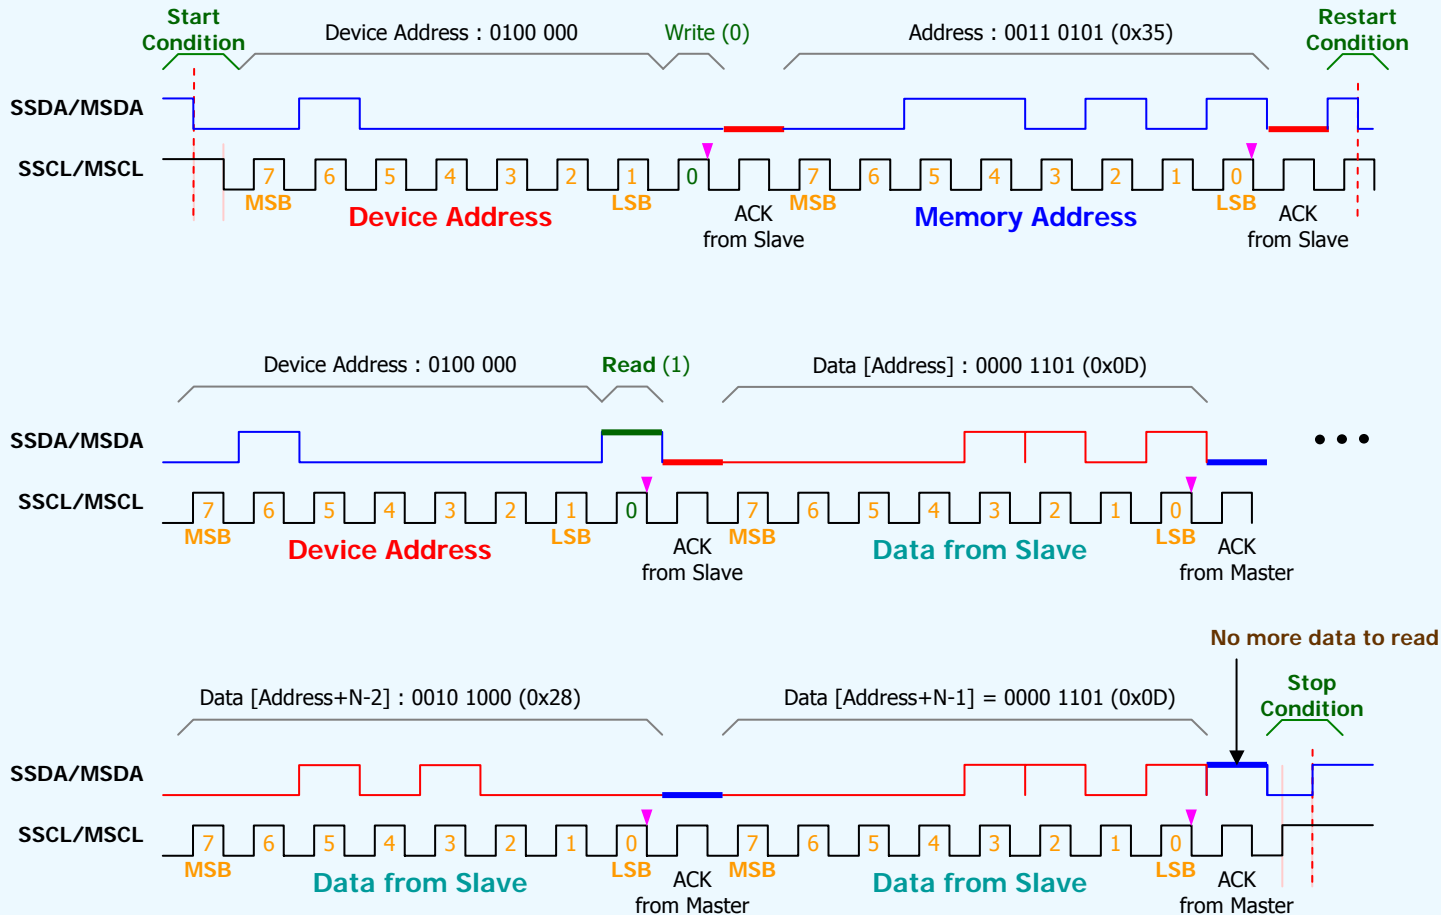 Start
Condition
Device Address : 0100 000
Write (0)
Address : 0011 0101 (0x35)
Restart
Condition
SSDA/MSDA
SSCL/MSCL
7 6 5 4 3 2 1 0 7 6 5 4 3 2 1 0
MSB LSB MSB LSB
Device Address
ACK
from Slave
Memory Address
ACK
from Slave
Device Address : 0100 000
Read (1)
Data [Address] : 0000 1101 (0x0D)
SSDA/MSDA
• • •
SSCL/MSCL
7 6 5 4 3 2 1 0 7 6 5 4 3 2 1 0
MSB LSB MSB LSB
Device Address
ACK
from Slave
Data from Slave
ACK
from Master
No more data to read
Data [Address+N-2] : 0010 1000 (0x28)
Data [Address+N-1] = 0000 1101 (0x0D)
Stop
Condition
SSDA/MSDA
SSCL/MSCL
7 6 5 4 3 2 1 0 7 6 5 4 3 2 1 0
MSB LSB MSB LSB
Data from Slave
ACK
from Master
Data from Slave
ACK
from Master